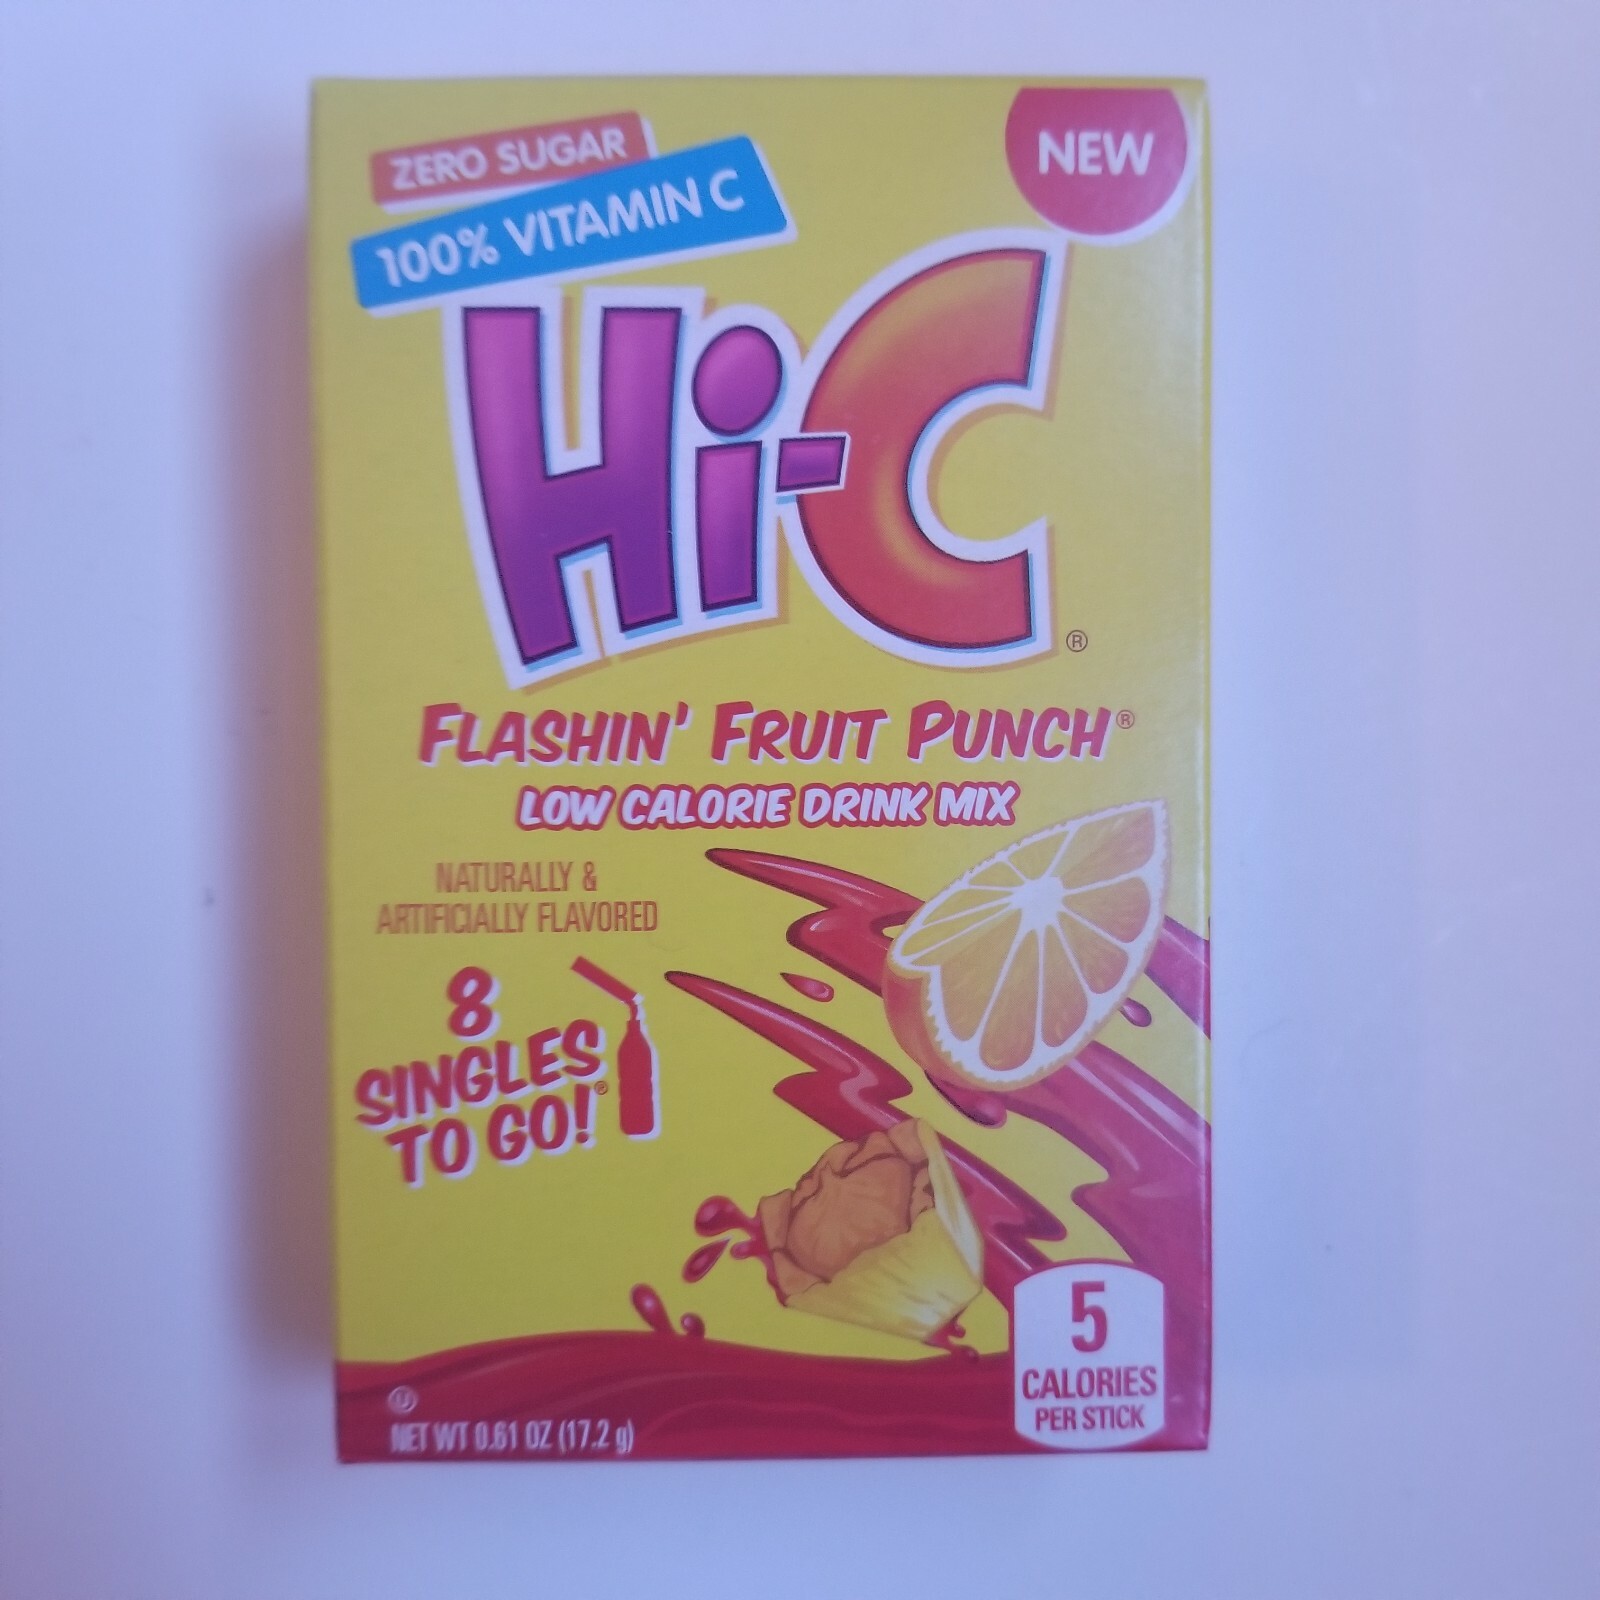 ZERO SUGAR
100% VITAMIN C
NEW
Hi-C®
FLASHIN' FRUIT PUNCH®
LOW CALORIE DRINK MIX
NATURALLY &
ARTIFICIALLY FLAVORED
8
SINGLES
TO GO!®
5
CALORIES
PER STICK
U
NET WT 0.61 OZ (17.2 g)